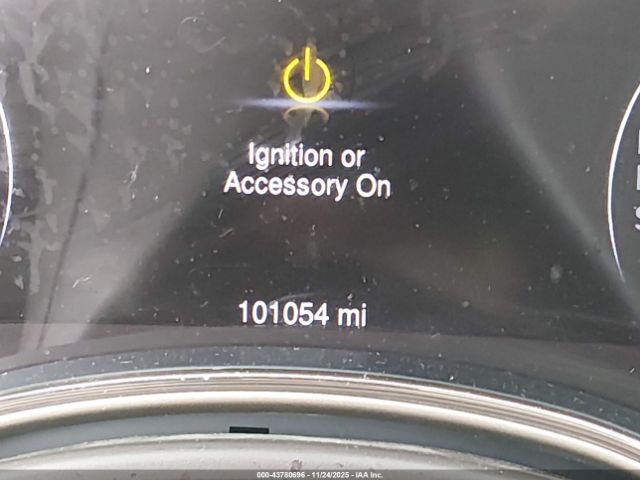 Ignition or
Accessory On
101054 mi
000-43780696 - 11/24/2025 - IAA Inc.